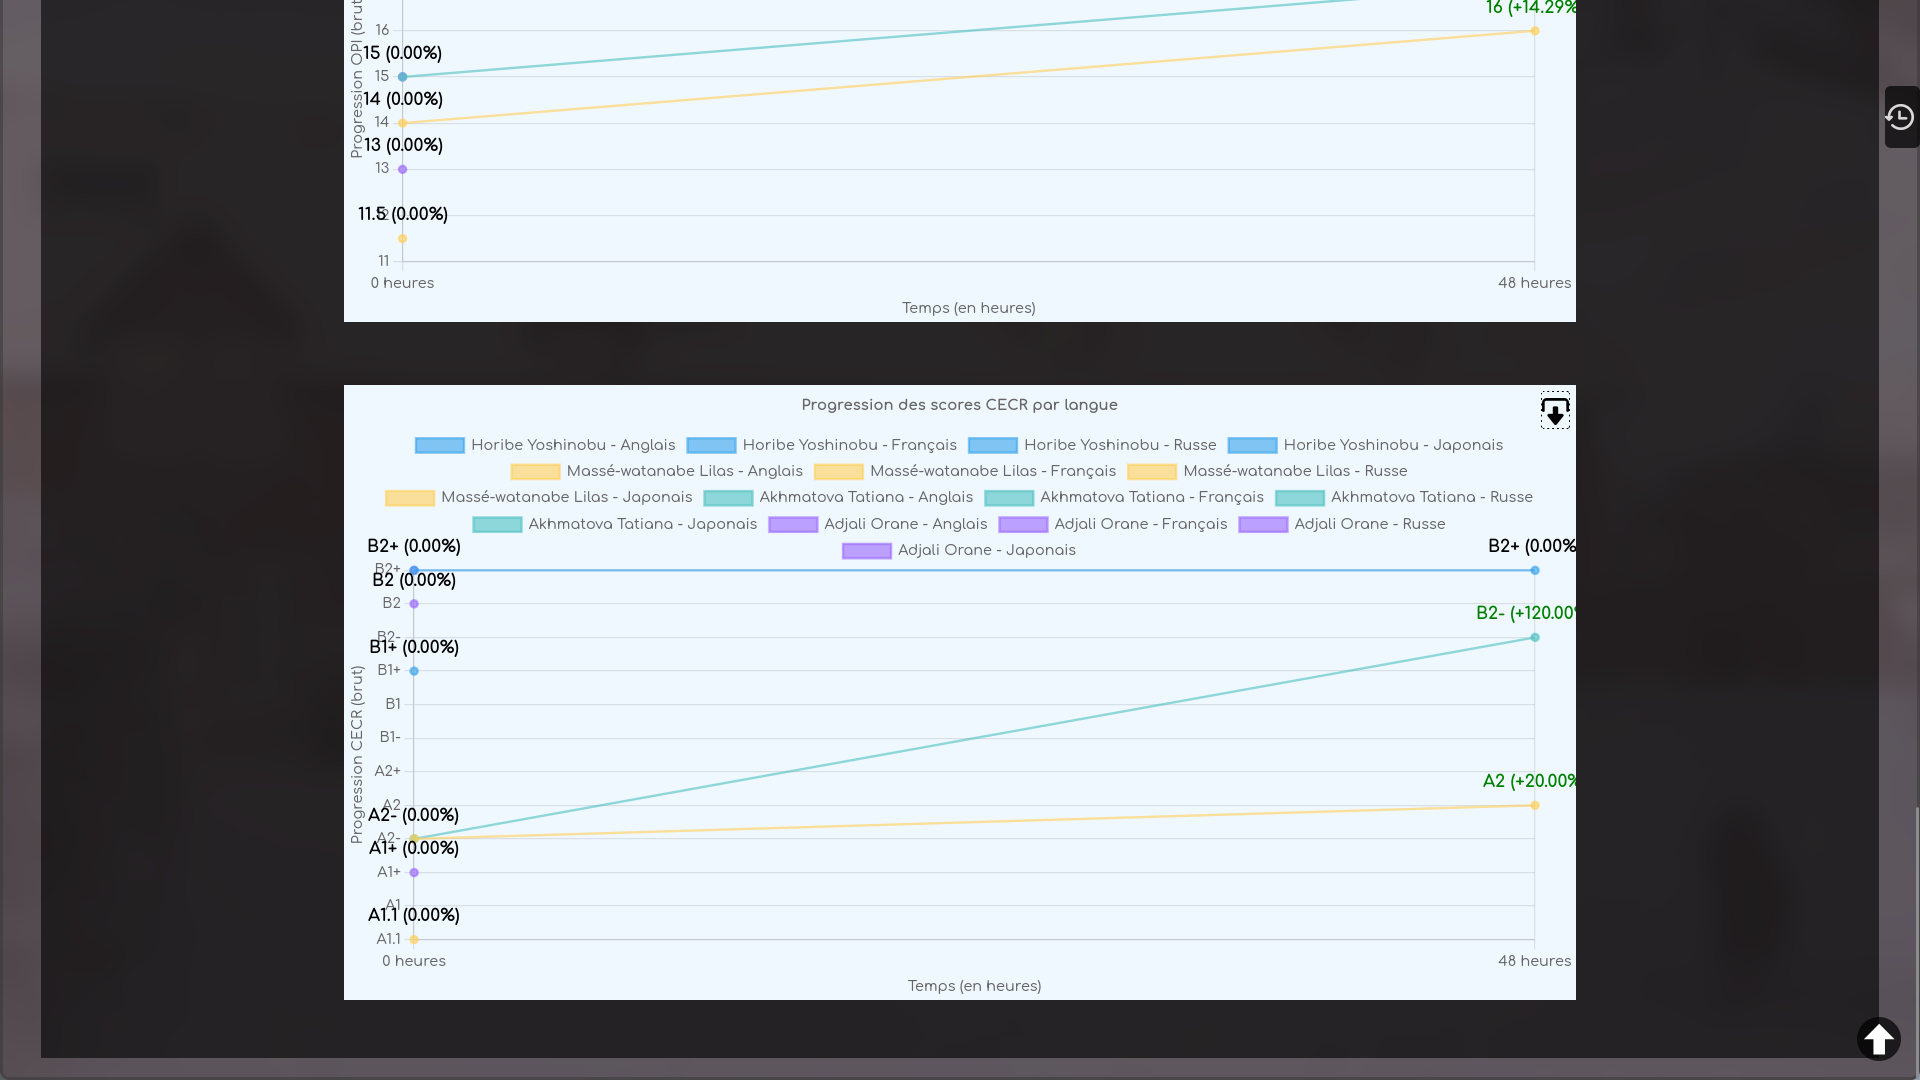 16 (+14.29%
Progression OPI (brut
16
15 (0.00%)
15
14 (0.00%)
14
13 (0.00%)
13
11.5 (0.00%)
12
11
0 heures
48 heures
Temps (en heures)
Progression des scores CECR par langue
Horibe Yoshinobu - Anglais Horibe Yoshinobu - Français Horibe Yoshinobu - Russe Horibe Yoshinobu - Japonais
Massé-watanabe Lilas - Anglais Massé-watanabe Lilas - Français Massé-watanabe Lilas - Russe
Massé-watanabe Lilas - Japonais Akhmatova Tatiana - Anglais Akhmatova Tatiana - Français Akhmatova Tatiana - Russe
Akhmatova Tatiana - Japonais Adjali Orane - Anglais Adjali Orane - Français Adjali Orane - Russe
Adjali Orane - Japonais
B2+ (0.00%)
B2+ (0.00%
B2+
B2 (0.00%)
B2
B2- (+120.00%
B2-
B1+ (0.00%)
B1+
Progression CECR (brut)
B1
B1-
A2+
A2 (+20.00%
A2
A2- (0.00%)
A2-
A1+ (0.00%)
A1+
A1
A1.1 (0.00%)
A1.1
0 heures
48 heures
Temps (en heures)